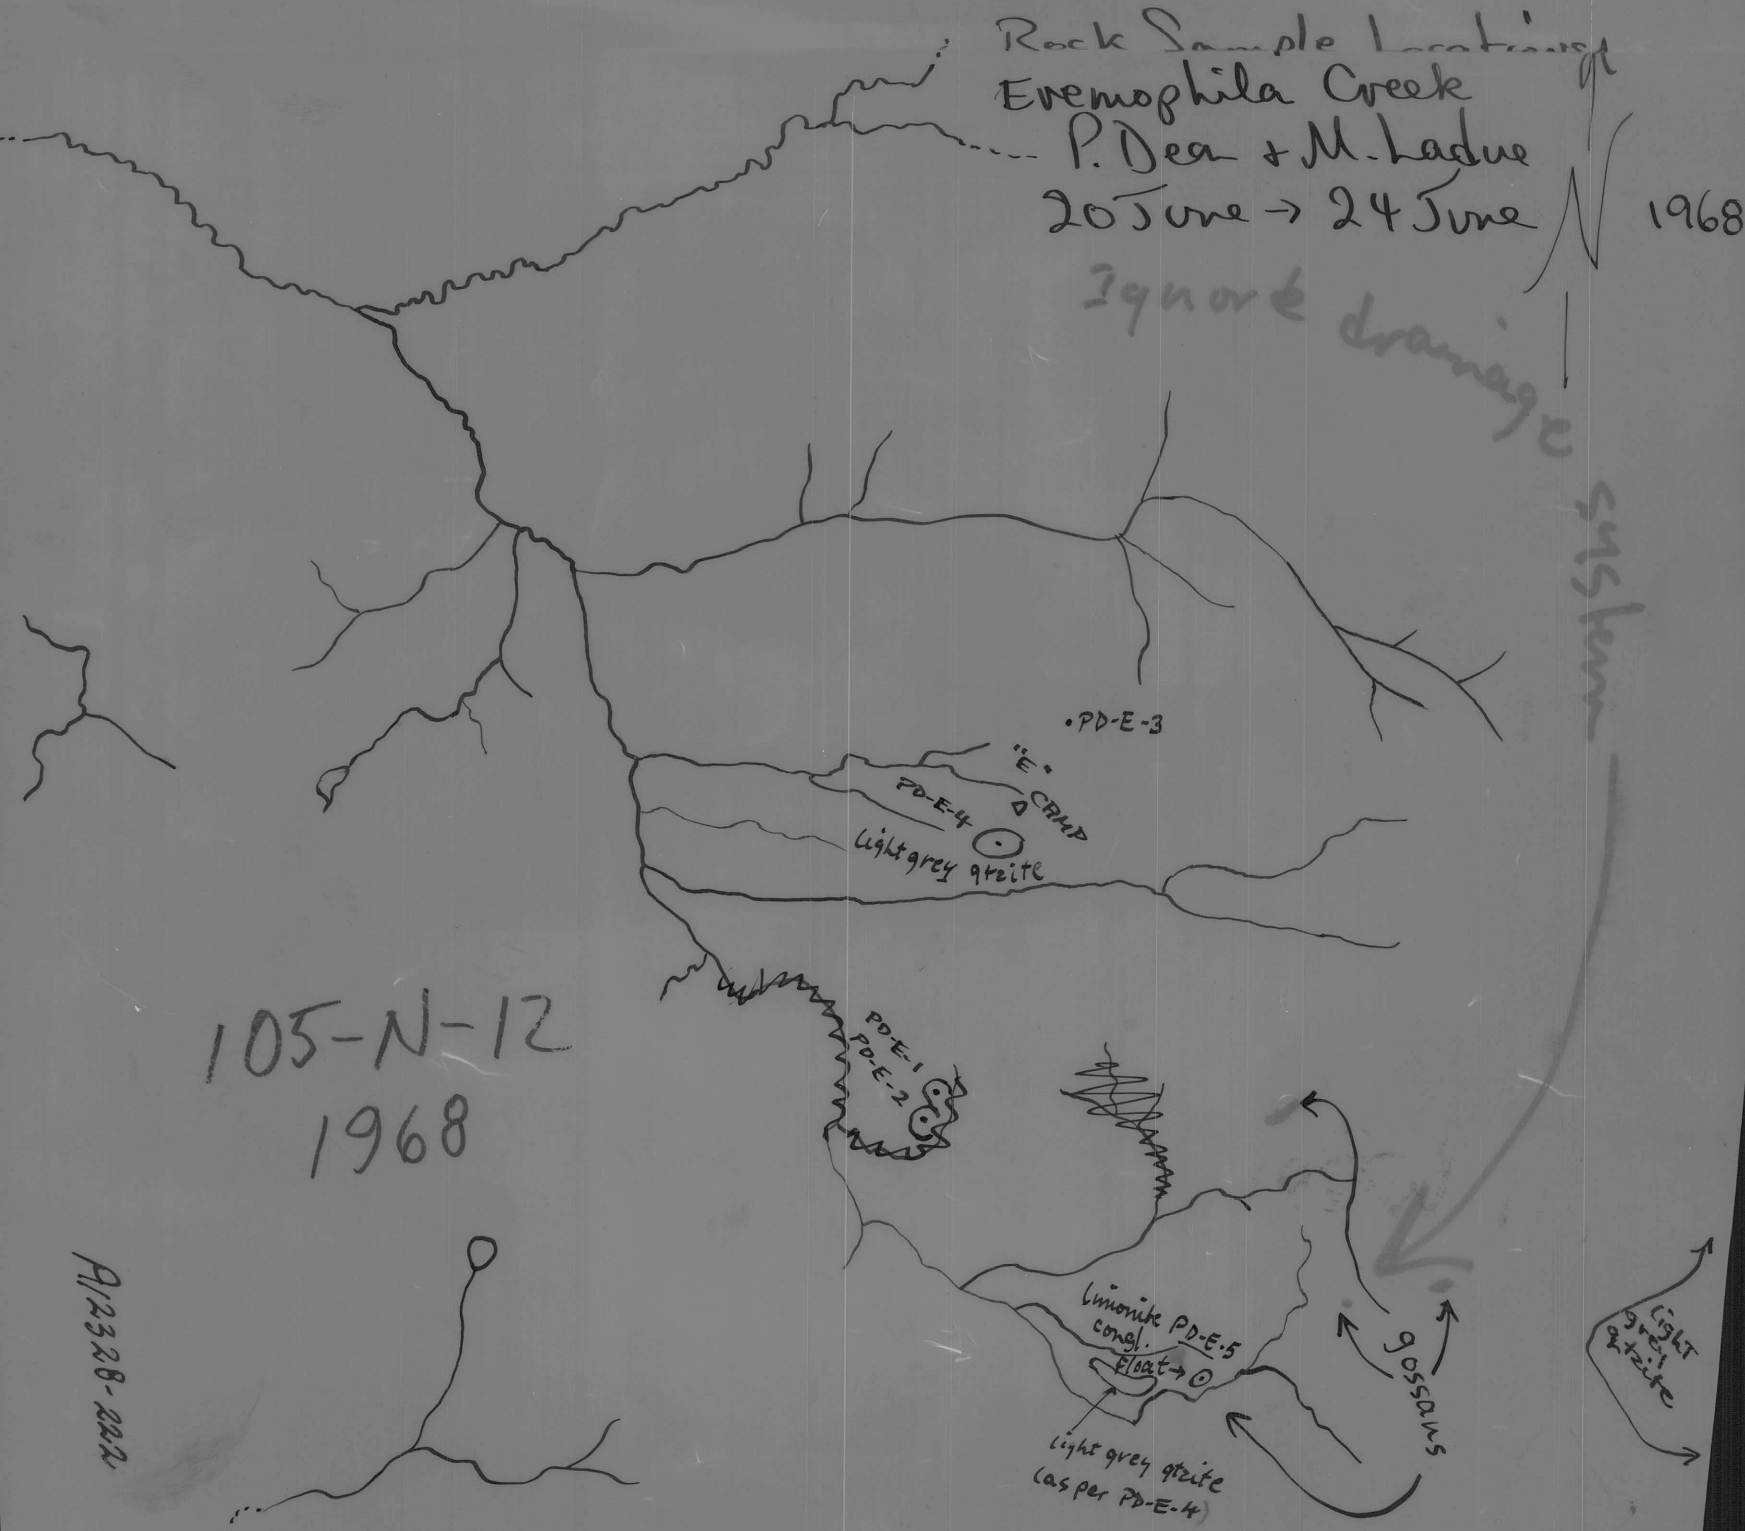 Rock Sample Locations
Eremophila Creek
P. Dean + M. Ladue
20 June → 24 June 1968
N
Ignore drainage system
PD-E-3
"E"
CAMP
PD-E-4
light grey qtzite
105-N-12
1968
PD-E-1
PD-E-2
limonite PD-E-5
congl.
Float →
gossans
light
grey
qtzite
light grey qtzite
(as per PD-E-4)
A12328-222